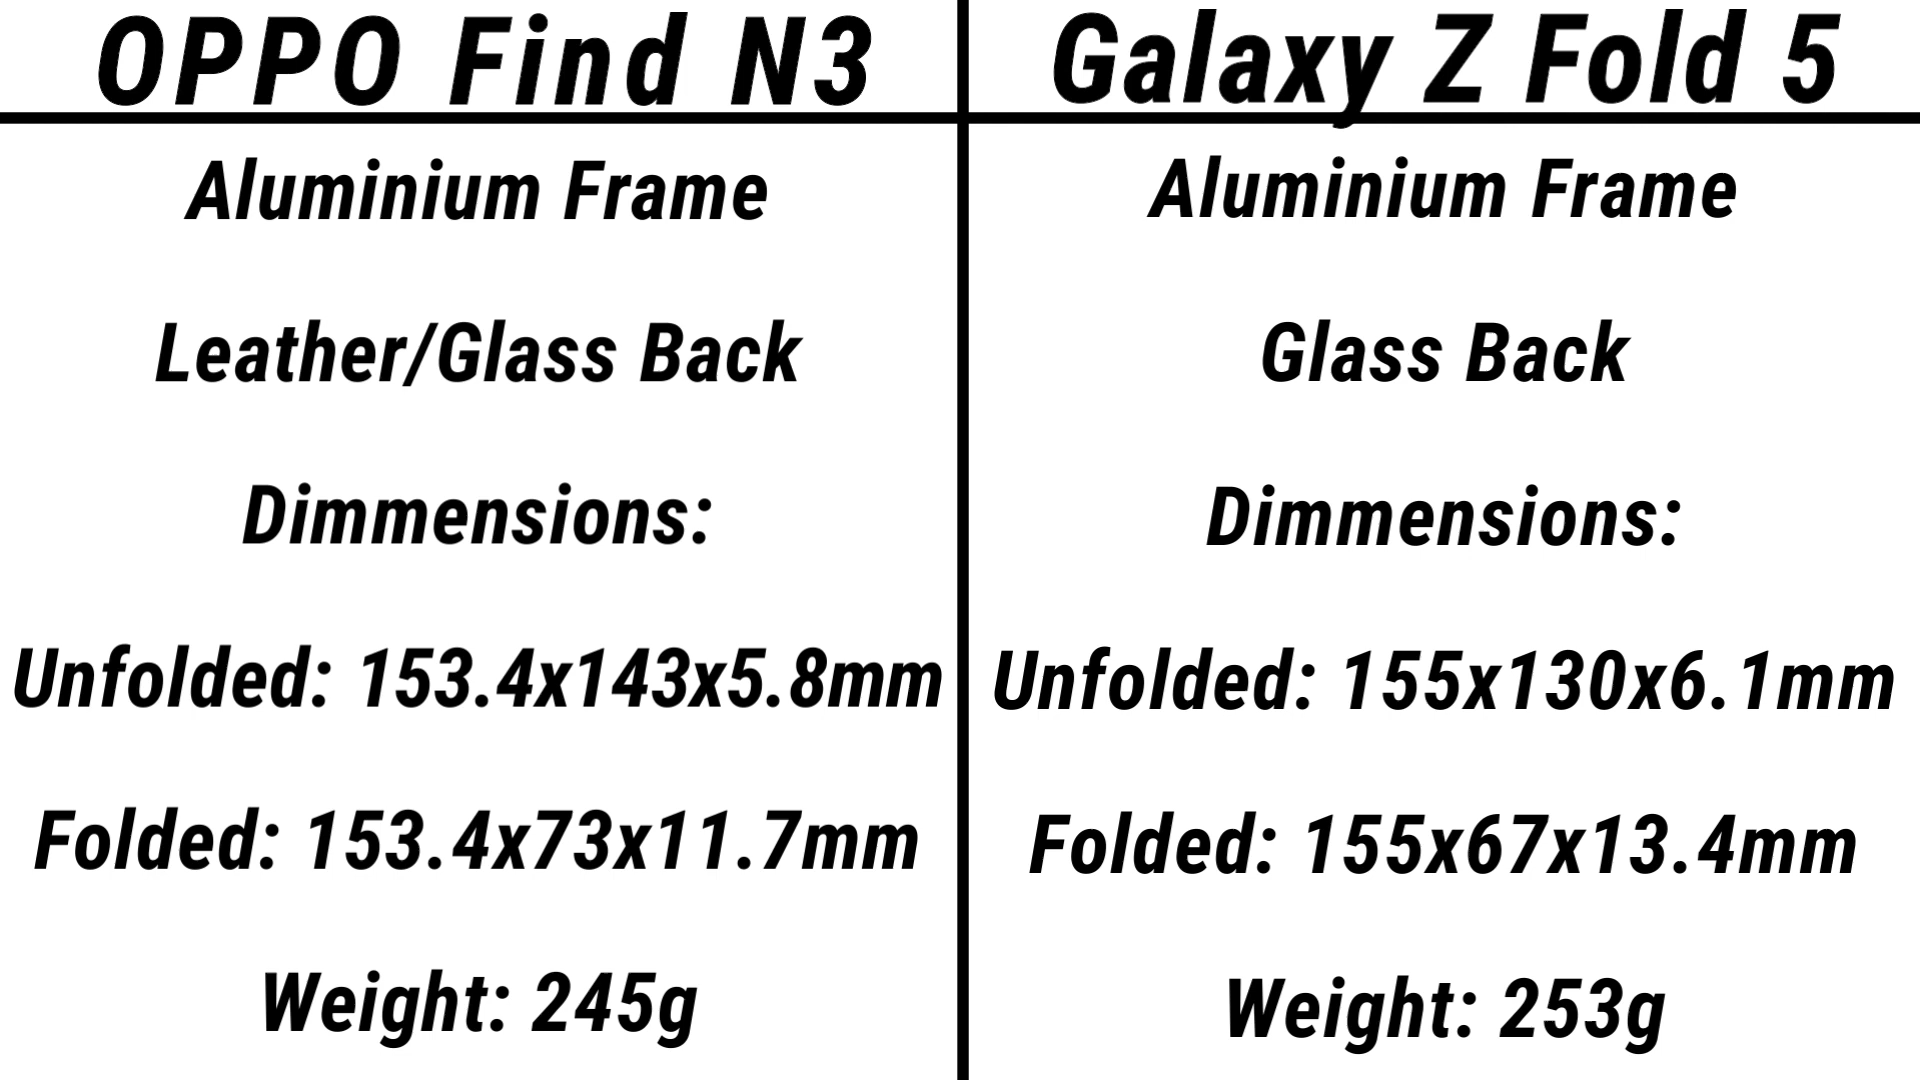 OPPO Find N3
Aluminium Frame
Leather/Glass Back
Dimmensions:
Unfolded: 153.4x143x5.8mm
Folded: 153.4x73x11.7mm
Weight: 245g
Galaxy Z Fold 5
Aluminium Frame
Glass Back
Dimmensions:
Unfolded: 155x130x6.1mm
Folded: 155x67x13.4mm
Weight: 253g